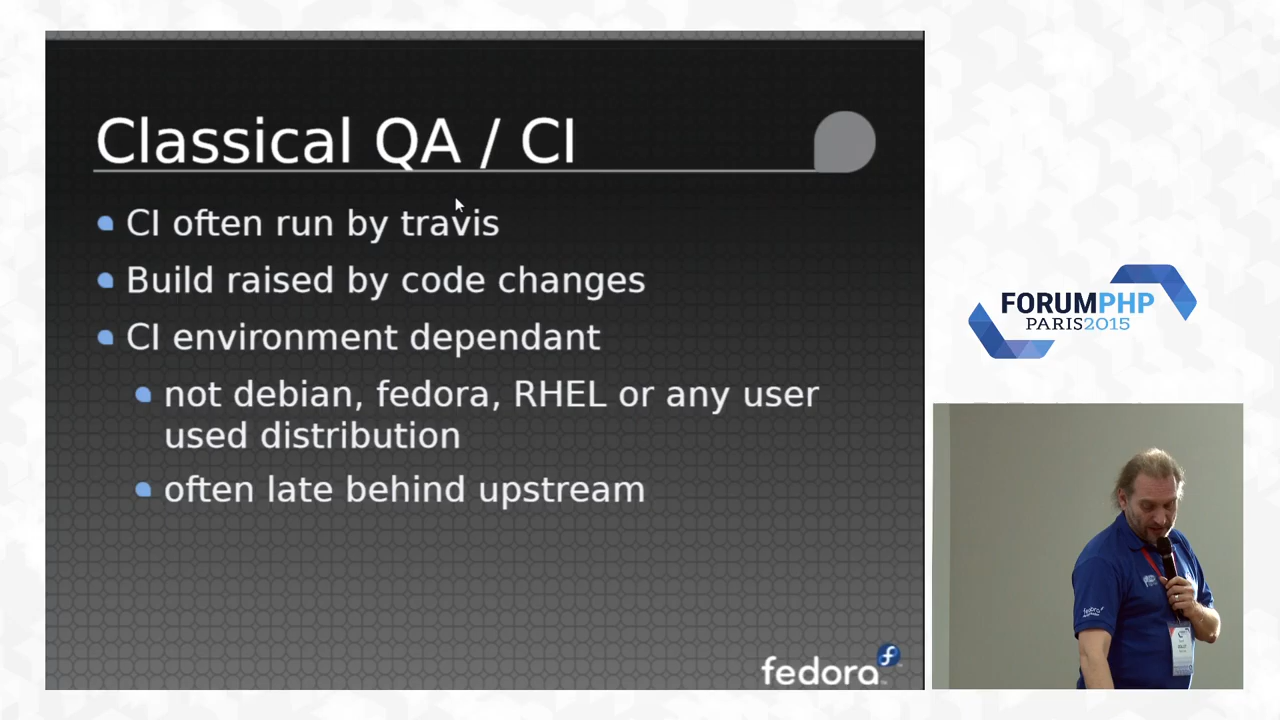 Classical QA / CI
CI often run by travis
Build raised by code changes
CI environment dependant
not debian, fedora, RHEL or any user
used distribution
often late behind upstream
fedora
FORUMPHP
PARIS2015
fedora